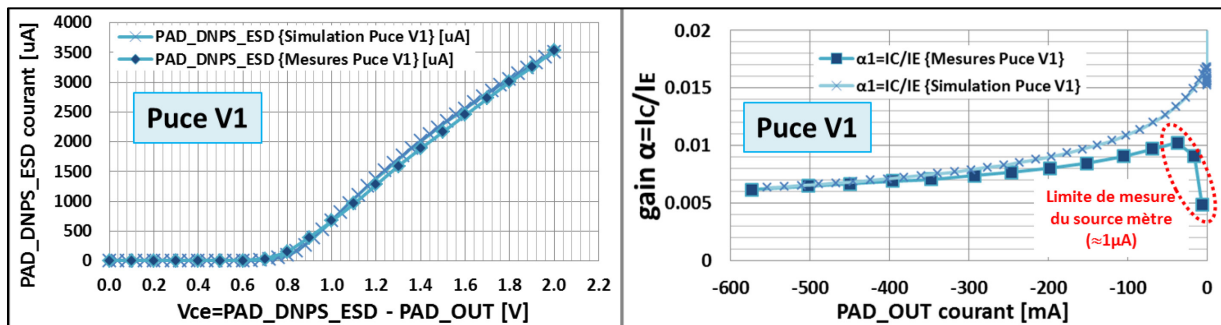 PAD_DNPS_ESD courant [uA]
4000
3500
3000
2500
2000
1500
1000
500
0
PAD_DNPS_ESD {Simulation Puce V1} [uA]
PAD_DNPS_ESD {Mesures Puce V1} [uA]
Puce V1
0.0 0.2 0.4 0.6 0.8 1.0 1.2 1.4 1.6 1.8 2.0 2.2
Vce=PAD_DNPS_ESD - PAD_OUT [V]
gain α=IC/IE
0.02
0.015
0.01
0.005
0
α1=IC/IE {Mesures Puce V1}
α1=IC/IE {Simulation Puce V1}
Puce V1
Limite de mesure
du source mètre
(≈1µA)
-600 -500 -400 -300 -200 -100 0
PAD_OUT courant [mA]